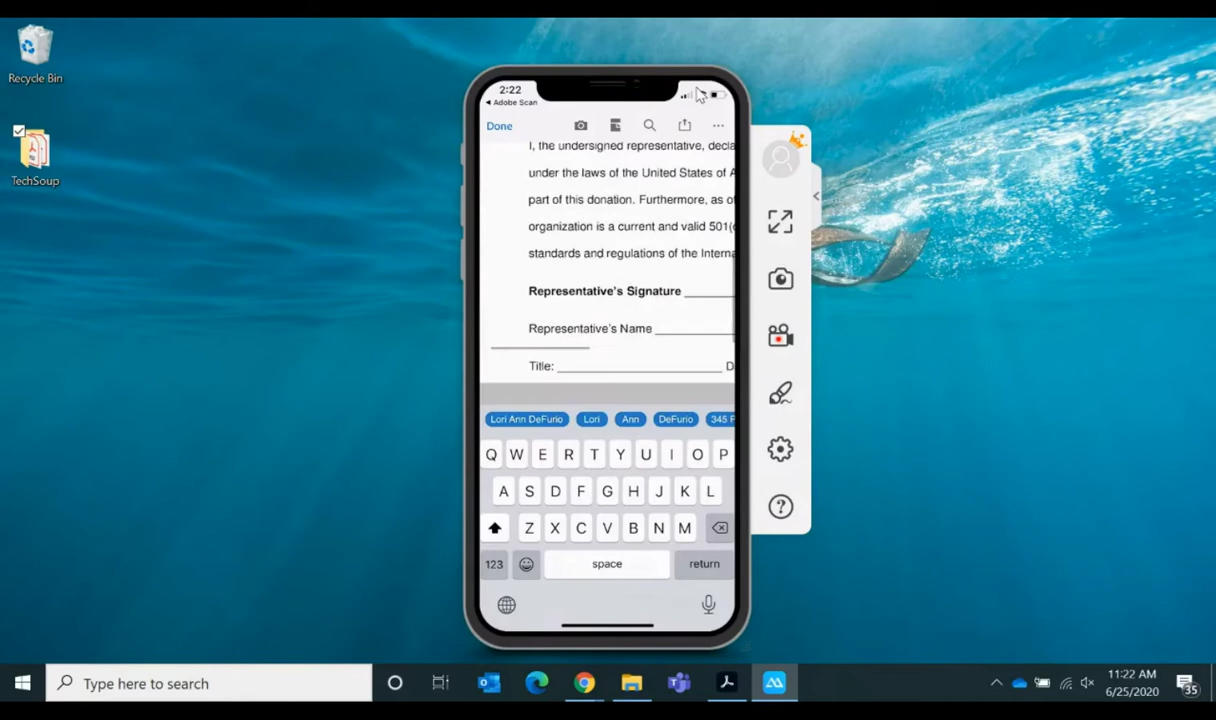 Recycle Bin
TechSoup
2:22
Adobe Scan
Done
I, the undersigned representative, decla
under the laws of the United States of A
part of this donation. Furthermore, as of
organization is a current and valid 501(
standards and regulations of the Interna
Representative's Signature
Representative's Name
Title: D
Lori Ann DeFurio Lori Ann DeFurio 345 F
Q W E R T Y U I O P
A S D F G H J K L
Z X C V B N M
123 space return
Type here to search
11:22 AM
6/25/2020
35